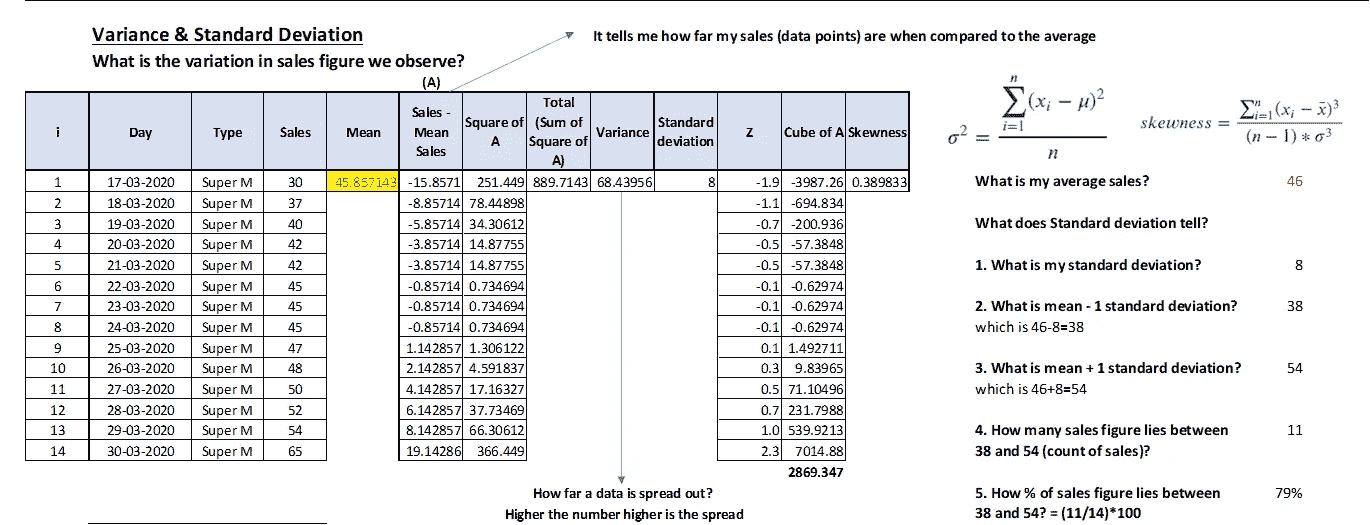 Variance & Standard Deviation
It tells me how far my sales (data points) are when compared to the average
What is the variation in sales figure we observe?
(A)
i Day Type Sales Mean Sales - Mean Sales Square of A Total (Sum of Square of A) Variance Standard deviation Z Cube of A Skewness
1 17-03-2020 Super M 30 45.857143 -15.8571 251.449 889.7143 68.43956 8 -1.9 -3987.26 0.389833
2 18-03-2020 Super M 37 -8.85714 78.44898 -1.1 -694.834
3 19-03-2020 Super M 40 -5.85714 34.30612 -0.7 -200.936
4 20-03-2020 Super M 42 -3.85714 14.87755 -0.5 -57.3848
5 21-03-2020 Super M 42 -3.85714 14.87755 -0.5 -57.3848
6 22-03-2020 Super M 45 -0.85714 0.734694 -0.1 -0.62974
7 23-03-2020 Super M 45 -0.85714 0.734694 -0.1 -0.62974
8 24-03-2020 Super M 45 -0.85714 0.734694 -0.1 -0.62974
9 25-03-2020 Super M 47 1.142857 1.306122 0.1 1.492711
10 26-03-2020 Super M 48 2.142857 4.591837 0.3 9.83965
11 27-03-2020 Super M 50 4.142857 17.16327 0.5 71.10496
12 28-03-2020 Super M 52 6.142857 37.73469 0.7 231.7988
13 29-03-2020 Super M 54 8.142857 66.30612 1.0 539.9213
14 30-03-2020 Super M 65 19.14286 366.449 2.3 7014.88
2869.347
How far a data is spread out?
Higher the number higher is the spread
σ² = ∑ⁿᵢ₌₁(xᵢ − μ)² / n
skewness = ∑ⁿᵢ₌₁(xᵢ − x̄)³ / (n − 1) * σ³
What is my average sales? 46
What does Standard deviation tell?
1. What is my standard deviation? 8
2. What is mean - 1 standard deviation? 38
which is 46-8=38
3. What is mean + 1 standard deviation? 54
which is 46+8=54
4. How many sales figure lies between 11
38 and 54 (count of sales)?
5. How % of sales figure lies between 79%
38 and 54? = (11/14)*100